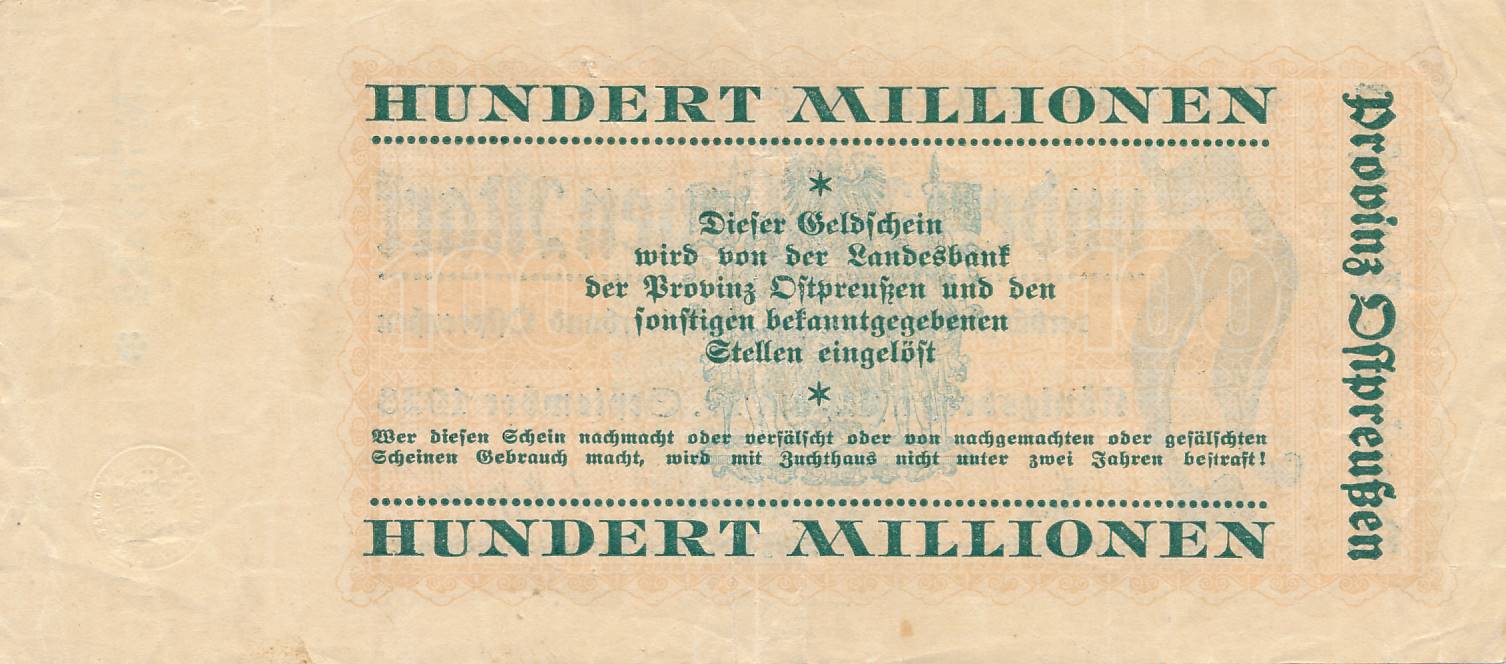 HUNDERT MILLIONEN
*
Dieser Geldschein
wird von der Landesbank
der Provinz Ostpreußen und den
sonstigen bekanntgegebenen
Stellen eingelöst
*
Wer diesen Schein nachmacht oder verfälscht oder von nachgemachten oder gefälschten
Scheinen Gebrauch macht, wird mit Zuchthaus nicht unter zwei Jahren bestraft!
HUNDERT MILLIONEN
Provinz Ostpreußen
100
100